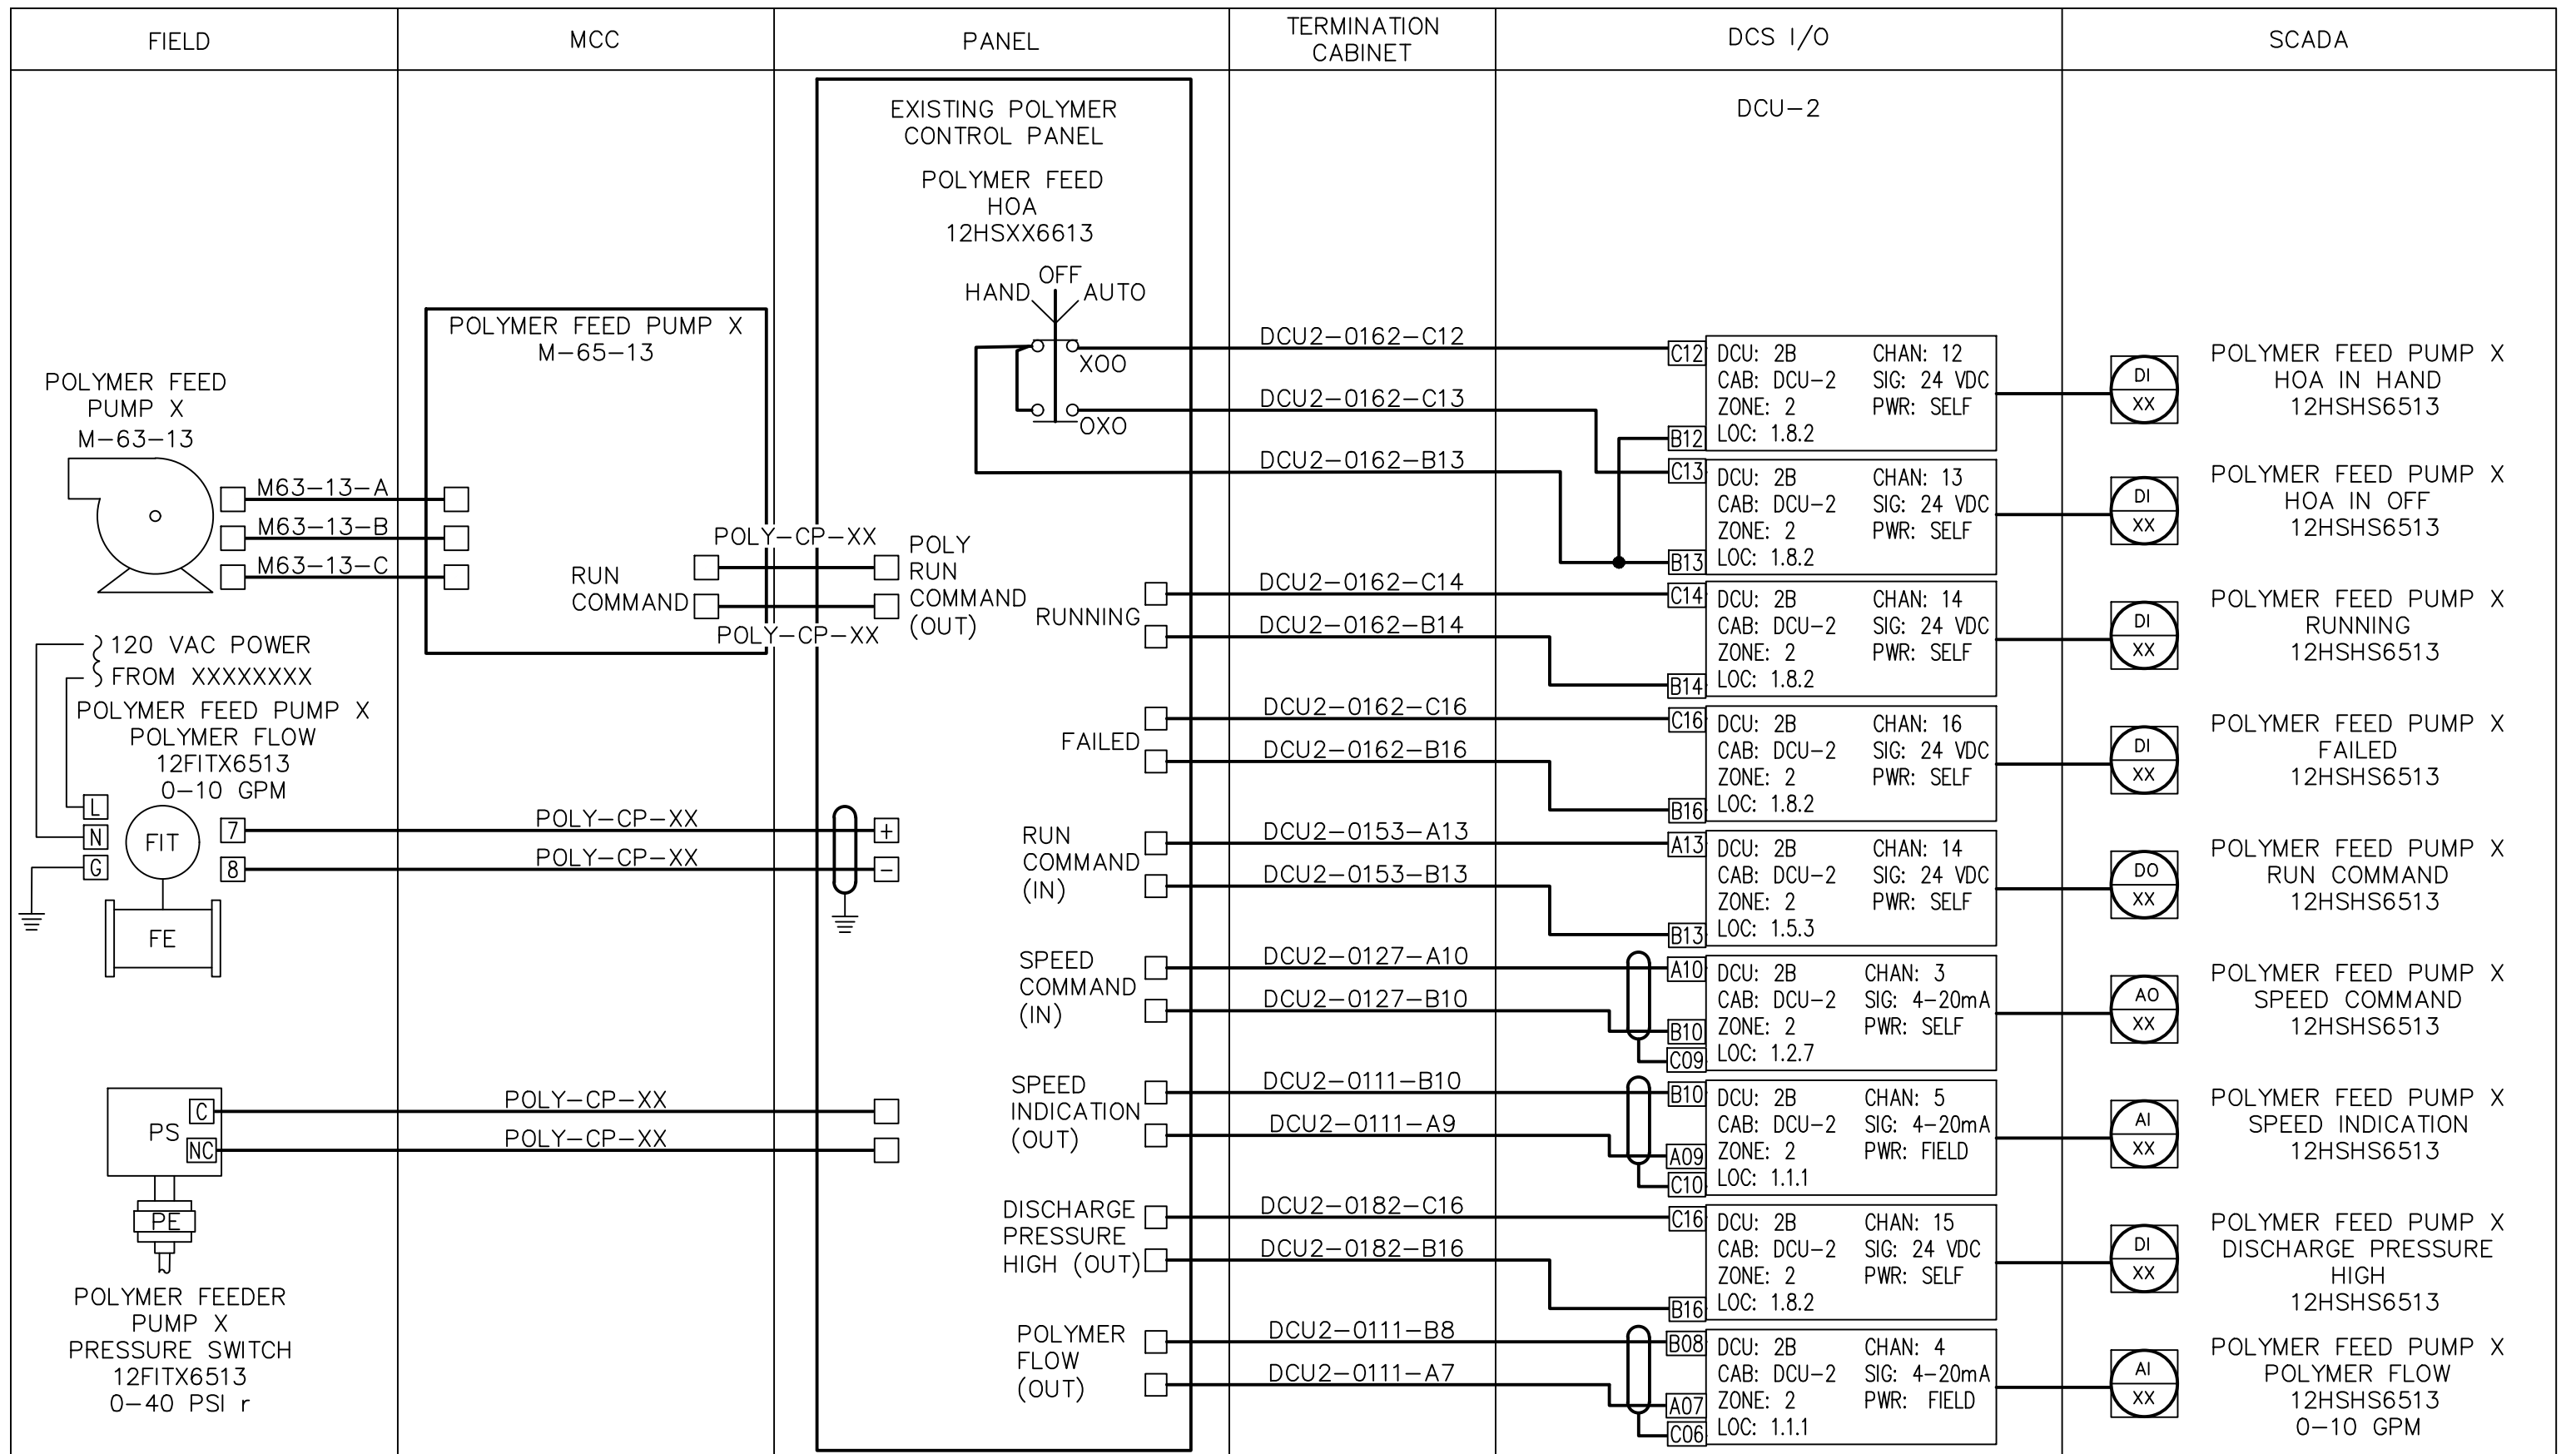 FIELD
MCC
PANEL
TERMINATION
CABINET
DCS I/O
SCADA
POLYMER FEED
PUMP X
M-63-13
M63-13-A
M63-13-B
M63-13-C
120 VAC POWER
FROM XXXXXXXX
POLYMER FEED PUMP X
POLYMER FLOW
12FITX6513
0-10 GPM
L
N
G
FIT
7
8
FE
C
PS
NC
PE
POLYMER FEEDER
PUMP X
PRESSURE SWITCH
12FITX6513
0-40 PSI r
POLYMER FEED PUMP X
M-65-13
RUN
COMMAND
POLY-CP-XX
POLY-CP-XX
POLY-CP-XX
POLY-CP-XX
POLY-CP-XX
POLY-CP-XX
EXISTING POLYMER
CONTROL PANEL
POLYMER FEED
HOA
12HSXX6613
OFF
HAND
AUTO
XOO
OXO
POLY
RUN
COMMAND
(OUT)
+
-
RUNNING
FAILED
RUN
COMMAND
(IN)
SPEED
COMMAND
(IN)
SPEED
INDICATION
(OUT)
DISCHARGE
PRESSURE
HIGH (OUT)
POLYMER
FLOW
(OUT)
DCU2-0162-C12
DCU2-0162-C13
DCU2-0162-B13
DCU2-0162-C14
DCU2-0162-B14
DCU2-0162-C16
DCU2-0162-B16
DCU2-0153-A13
DCU2-0153-B13
DCU2-0127-A10
DCU2-0127-B10
DCU2-0111-B10
DCU2-0111-A9
DCU2-0182-C16
DCU2-0182-B16
DCU2-0111-B8
DCU2-0111-A7
DCU-2
C12
B12
DCU: 2B CHAN: 12
CAB: DCU-2 SIG: 24 VDC
ZONE: 2 PWR: SELF
LOC: 1.8.2
C13
B13
DCU: 2B CHAN: 13
CAB: DCU-2 SIG: 24 VDC
ZONE: 2 PWR: SELF
LOC: 1.8.2
C14
B14
DCU: 2B CHAN: 14
CAB: DCU-2 SIG: 24 VDC
ZONE: 2 PWR: SELF
LOC: 1.8.2
C16
B16
DCU: 2B CHAN: 16
CAB: DCU-2 SIG: 24 VDC
ZONE: 2 PWR: SELF
LOC: 1.8.2
A13
B13
DCU: 2B CHAN: 14
CAB: DCU-2 SIG: 24 VDC
ZONE: 2 PWR: SELF
LOC: 1.5.3
A10
B10
C09
DCU: 2B CHAN: 3
CAB: DCU-2 SIG: 4-20mA
ZONE: 2 PWR: SELF
LOC: 1.2.7
B10
A09
C10
DCU: 2B CHAN: 5
CAB: DCU-2 SIG: 4-20mA
ZONE: 2 PWR: FIELD
LOC: 1.1.1
C16
B16
DCU: 2B CHAN: 15
CAB: DCU-2 SIG: 24 VDC
ZONE: 2 PWR: SELF
LOC: 1.8.2
B08
A07
C06
DCU: 2B CHAN: 4
CAB: DCU-2 SIG: 4-20mA
ZONE: 2 PWR: FIELD
LOC: 1.1.1
DI
XX
POLYMER FEED PUMP X
HOA IN HAND
12HSHS6513
DI
XX
POLYMER FEED PUMP X
HOA IN OFF
12HSHS6513
DI
XX
POLYMER FEED PUMP X
RUNNING
12HSHS6513
DI
XX
POLYMER FEED PUMP X
FAILED
12HSHS6513
DO
XX
POLYMER FEED PUMP X
RUN COMMAND
12HSHS6513
AO
XX
POLYMER FEED PUMP X
SPEED COMMAND
12HSHS6513
AI
XX
POLYMER FEED PUMP X
SPEED INDICATION
12HSHS6513
DI
XX
POLYMER FEED PUMP X
DISCHARGE PRESSURE
HIGH
12HSHS6513
AI
XX
POLYMER FEED PUMP X
POLYMER FLOW
12HSHS6513
0-10 GPM